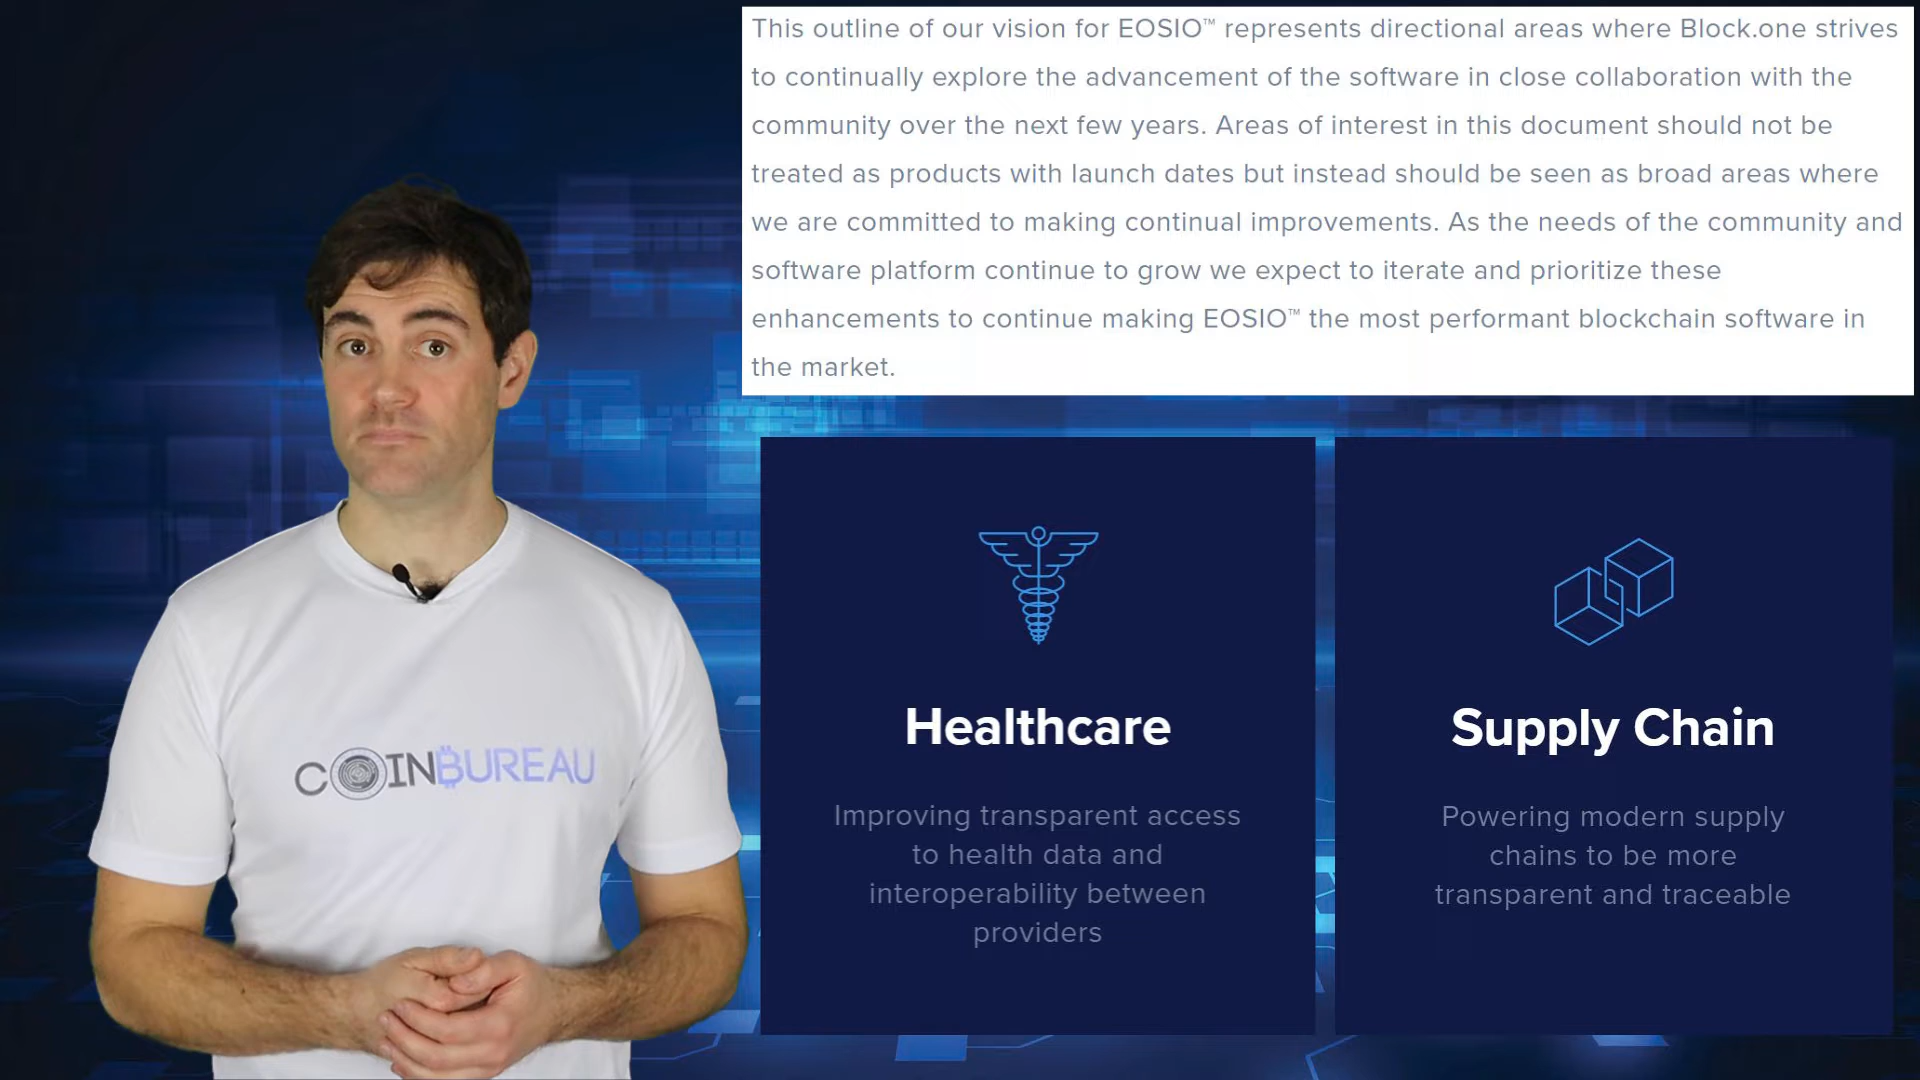 This outline of our vision for EOSIO™ represents directional areas where Block.one strives
to continually explore the advancement of the software in close collaboration with the
community over the next few years. Areas of interest in this document should not be
treated as products with launch dates but instead should be seen as broad areas where
we are committed to making continual improvements. As the needs of the community and
software platform continue to grow we expect to iterate and prioritize these
enhancements to continue making EOSIO™ the most performant blockchain software in
the market.
COINBUREAU
Healthcare
Improving transparent access
to health data and
interoperability between
providers
Supply Chain
Powering modern supply
chains to be more
transparent and traceable